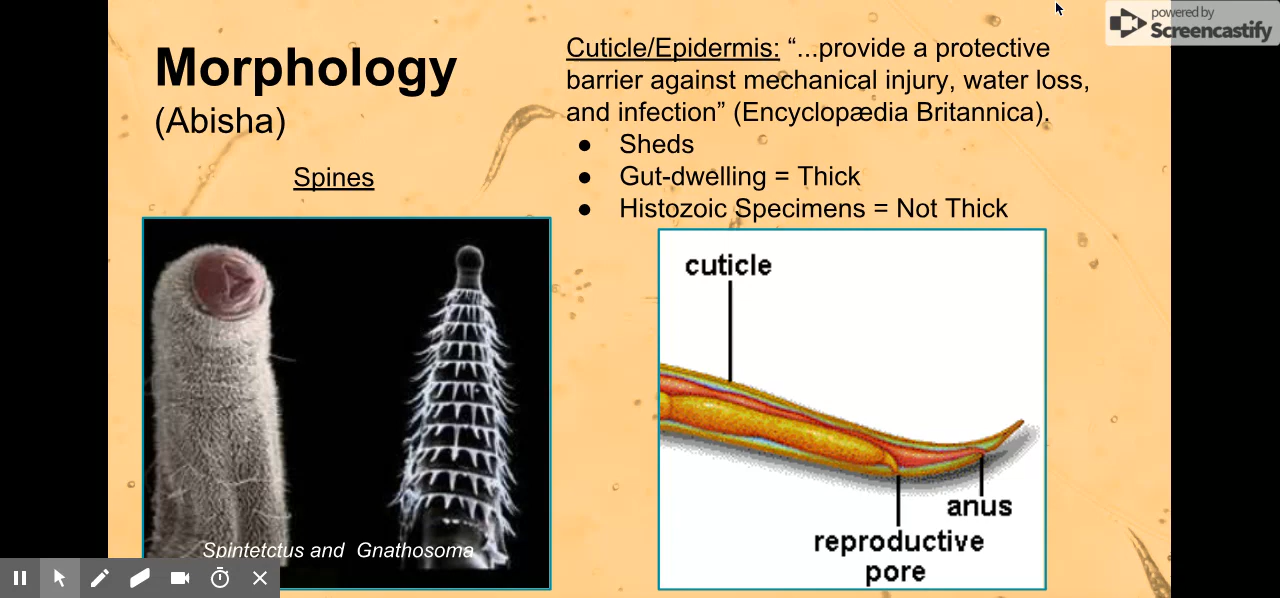 powered by
Screencastify
Morphology
(Abisha)
Spines
Spintetctus and Gnathosoma
Cuticle/Epidermis: “...provide a protective
barrier against mechanical injury, water loss,
and infection” (Encyclopædia Britannica).
● Sheds
● Gut-dwelling = Thick
● Histozoic Specimens = Not Thick
cuticle
anus
reproductive
pore